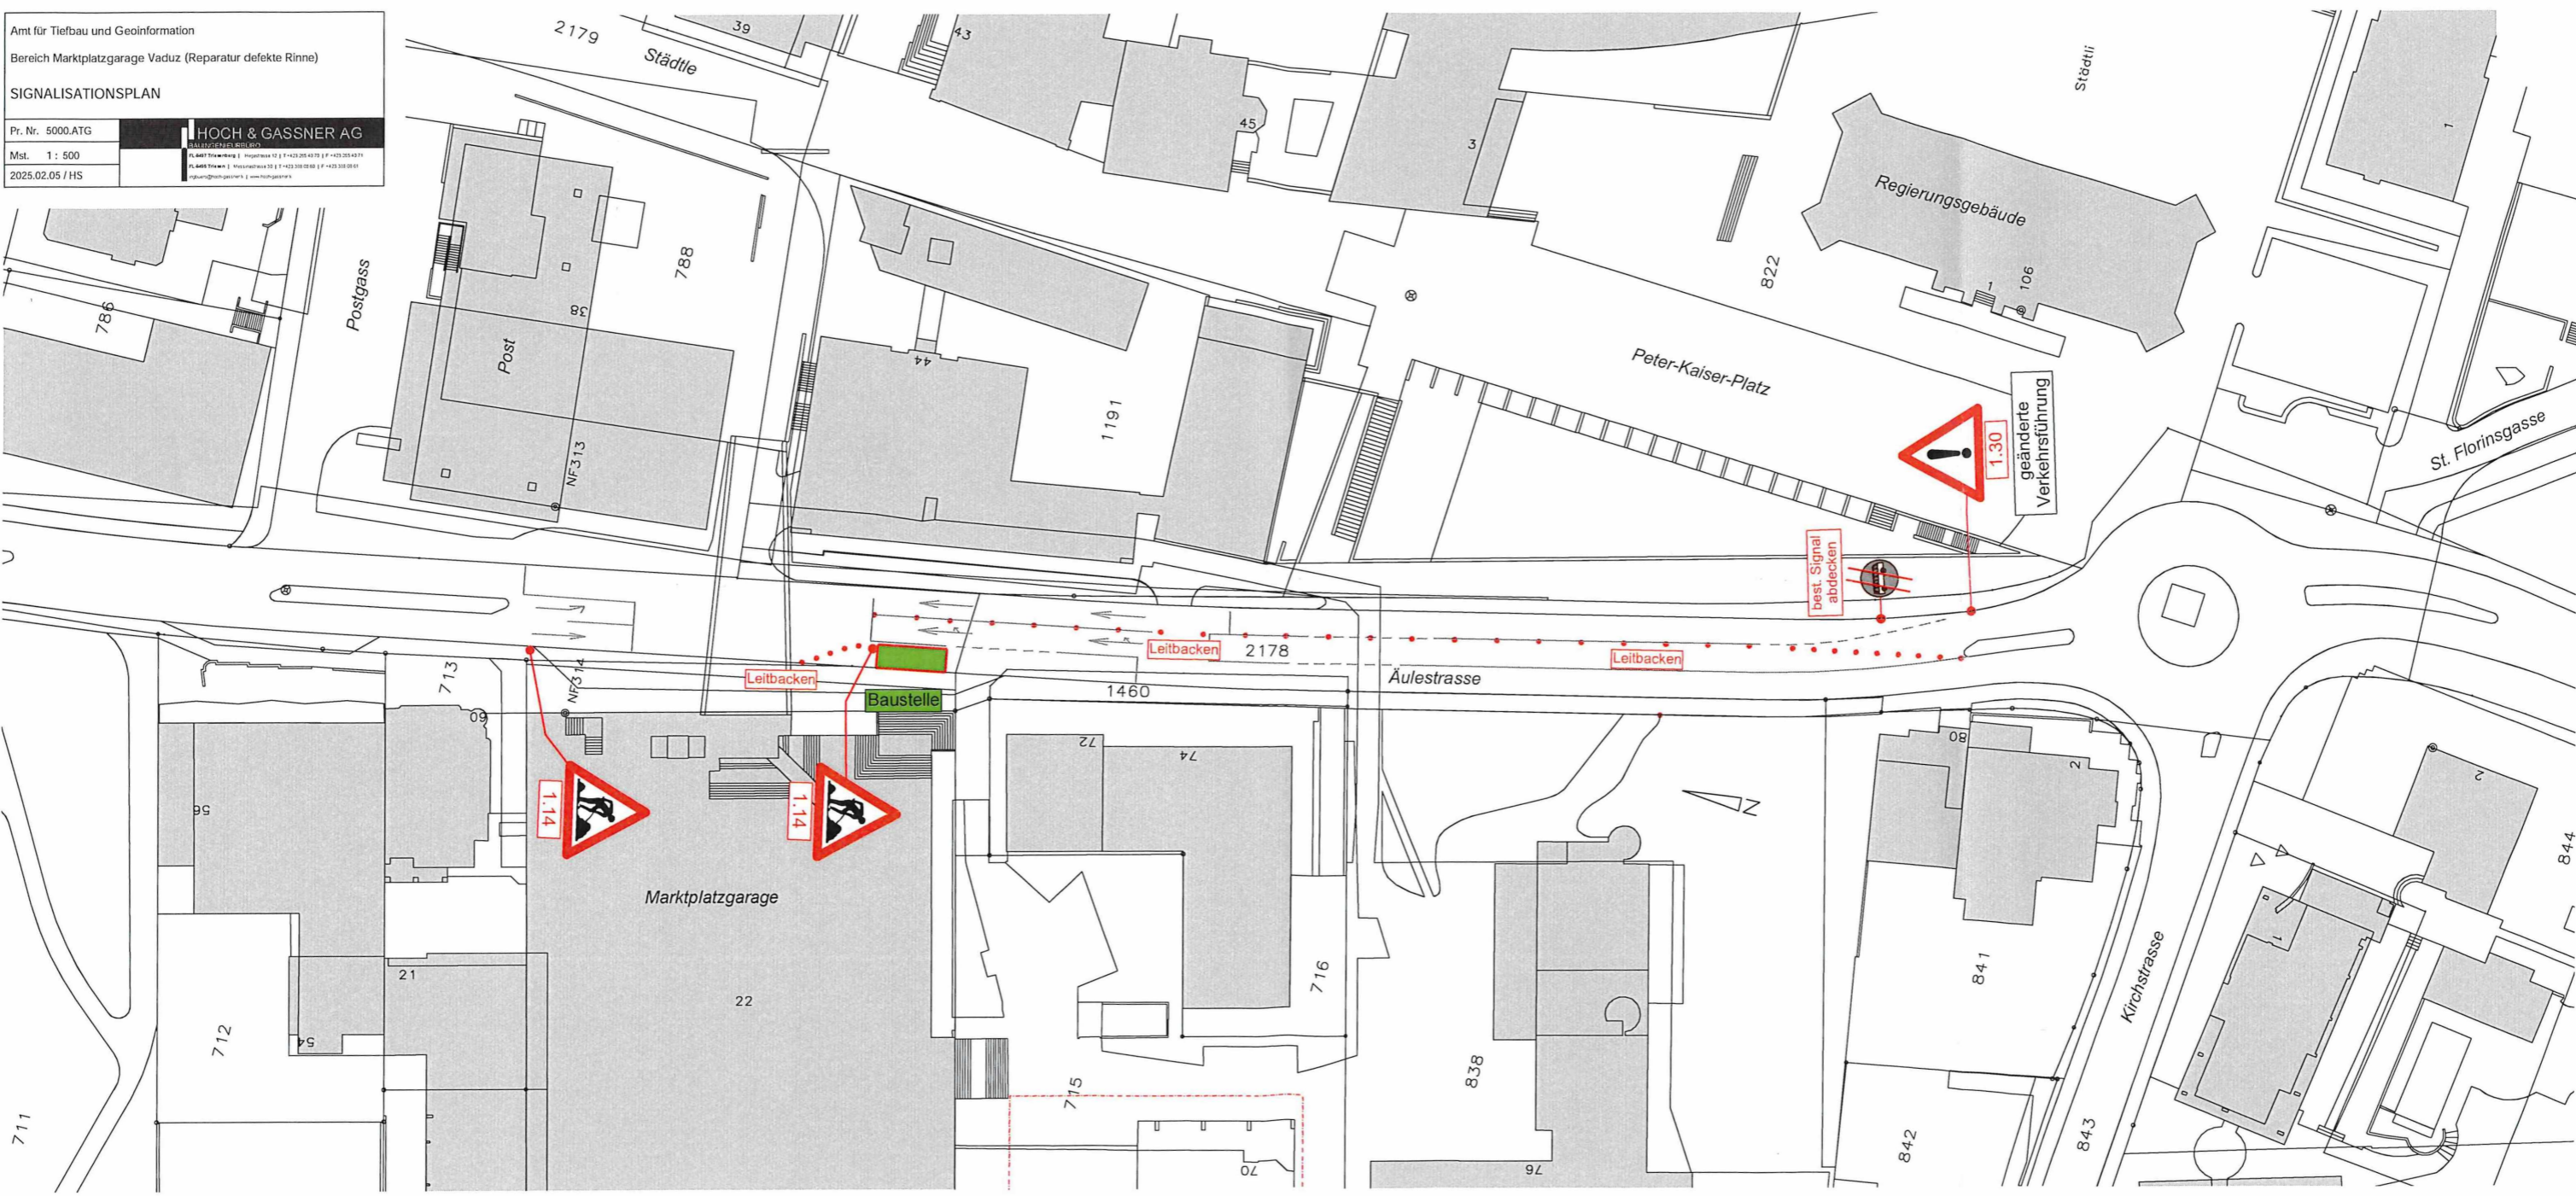 Amt für Tiefbau und Geoinformation
Bereich Marktplatzgarage Vaduz (Reparatur defekte Rinne)
SIGNALISATIONSPLAN
Pr. Nr. 5000.ATG
Mst. 1 : 500
2025.02.05 / HS
HOCH & GASSNER AG
BAUINGENIEURBÜRO
2179
Städtle
39
43
45
3
Städtli
1
Regierungsgebäude
822
1
106
786
Postgass
788
38
Post
NF313
44
1191
Peter-Kaiser-Platz
1.30
geänderte
Verkehrsführung
St. Florinsgasse
best. Signal
abdecken
Leitbacken
2178
Leitbacken
Leitbacken
Äulestrasse
1460
Baustelle
713
NF314
60
72
74
80
2
2
N
56
1.14
1.14
Marktplatzgarage
844
21
22
716
841
Kirchstrasse
1
712
54
715
838
711
70
76
842
843